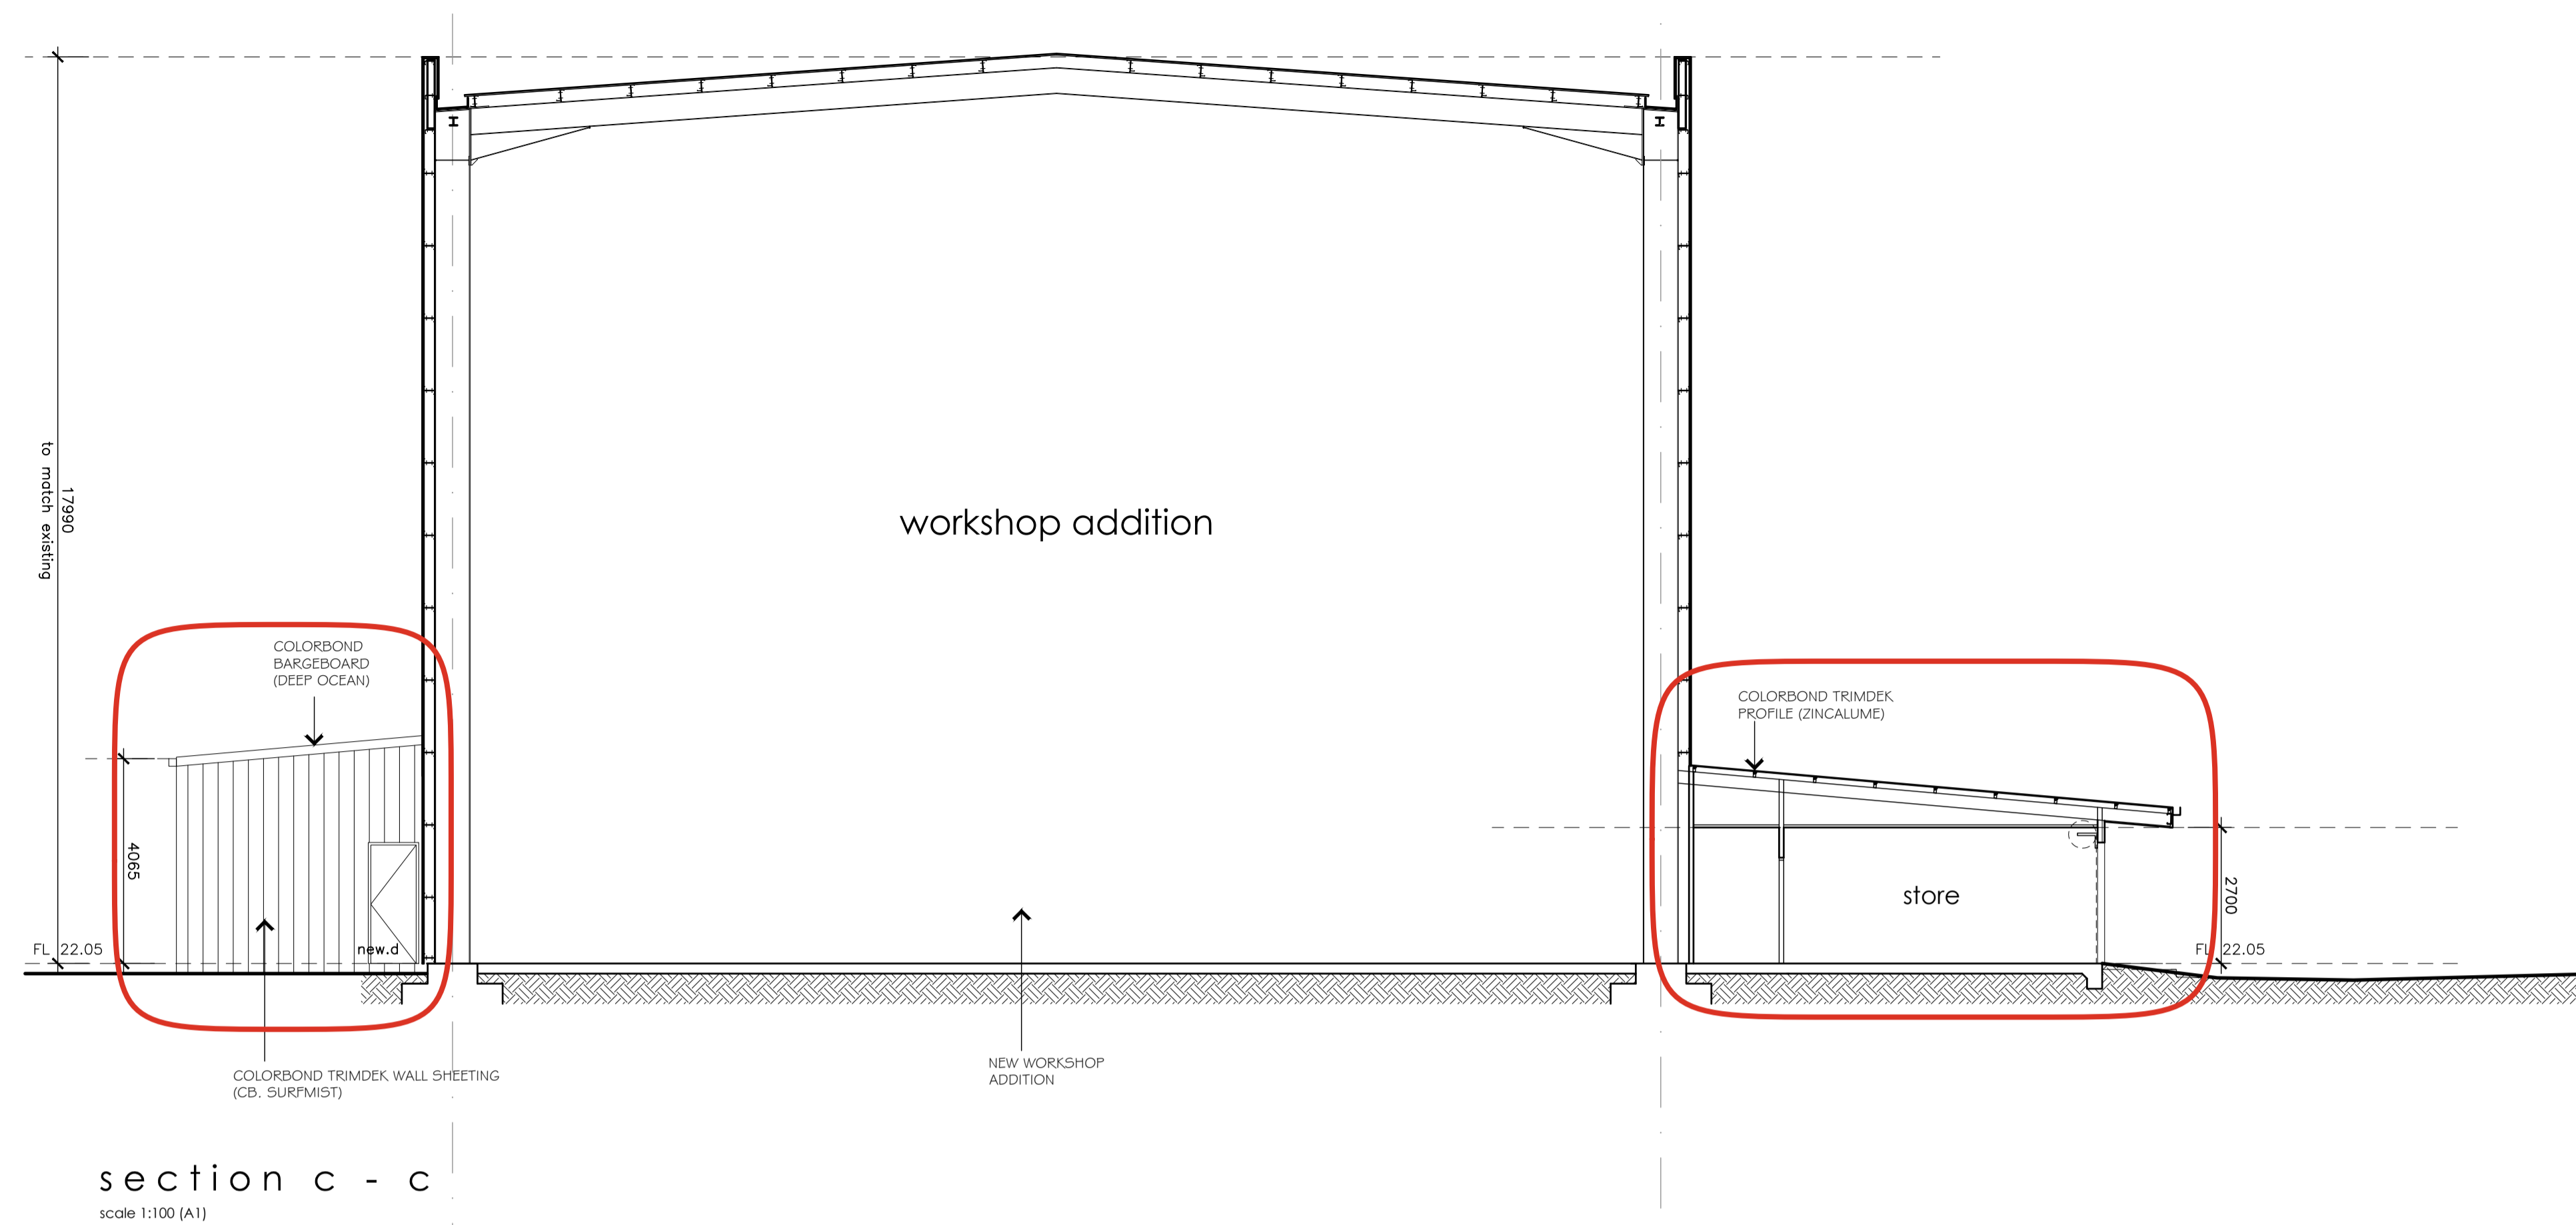 17990
to match existing
workshop addition
COLORBOND
BARGEBOARD
(DEEP OCEAN)
COLORBOND TRIMDEK
PROFILE (ZINCALUME)
4065
store
2700
new.d
FL 22.05
FL 22.05
COLORBOND TRIMDEK WALL SHEETING
(CB. SURFMIST)
NEW WORKSHOP
ADDITION
section c - c
scale 1:100 (A1)